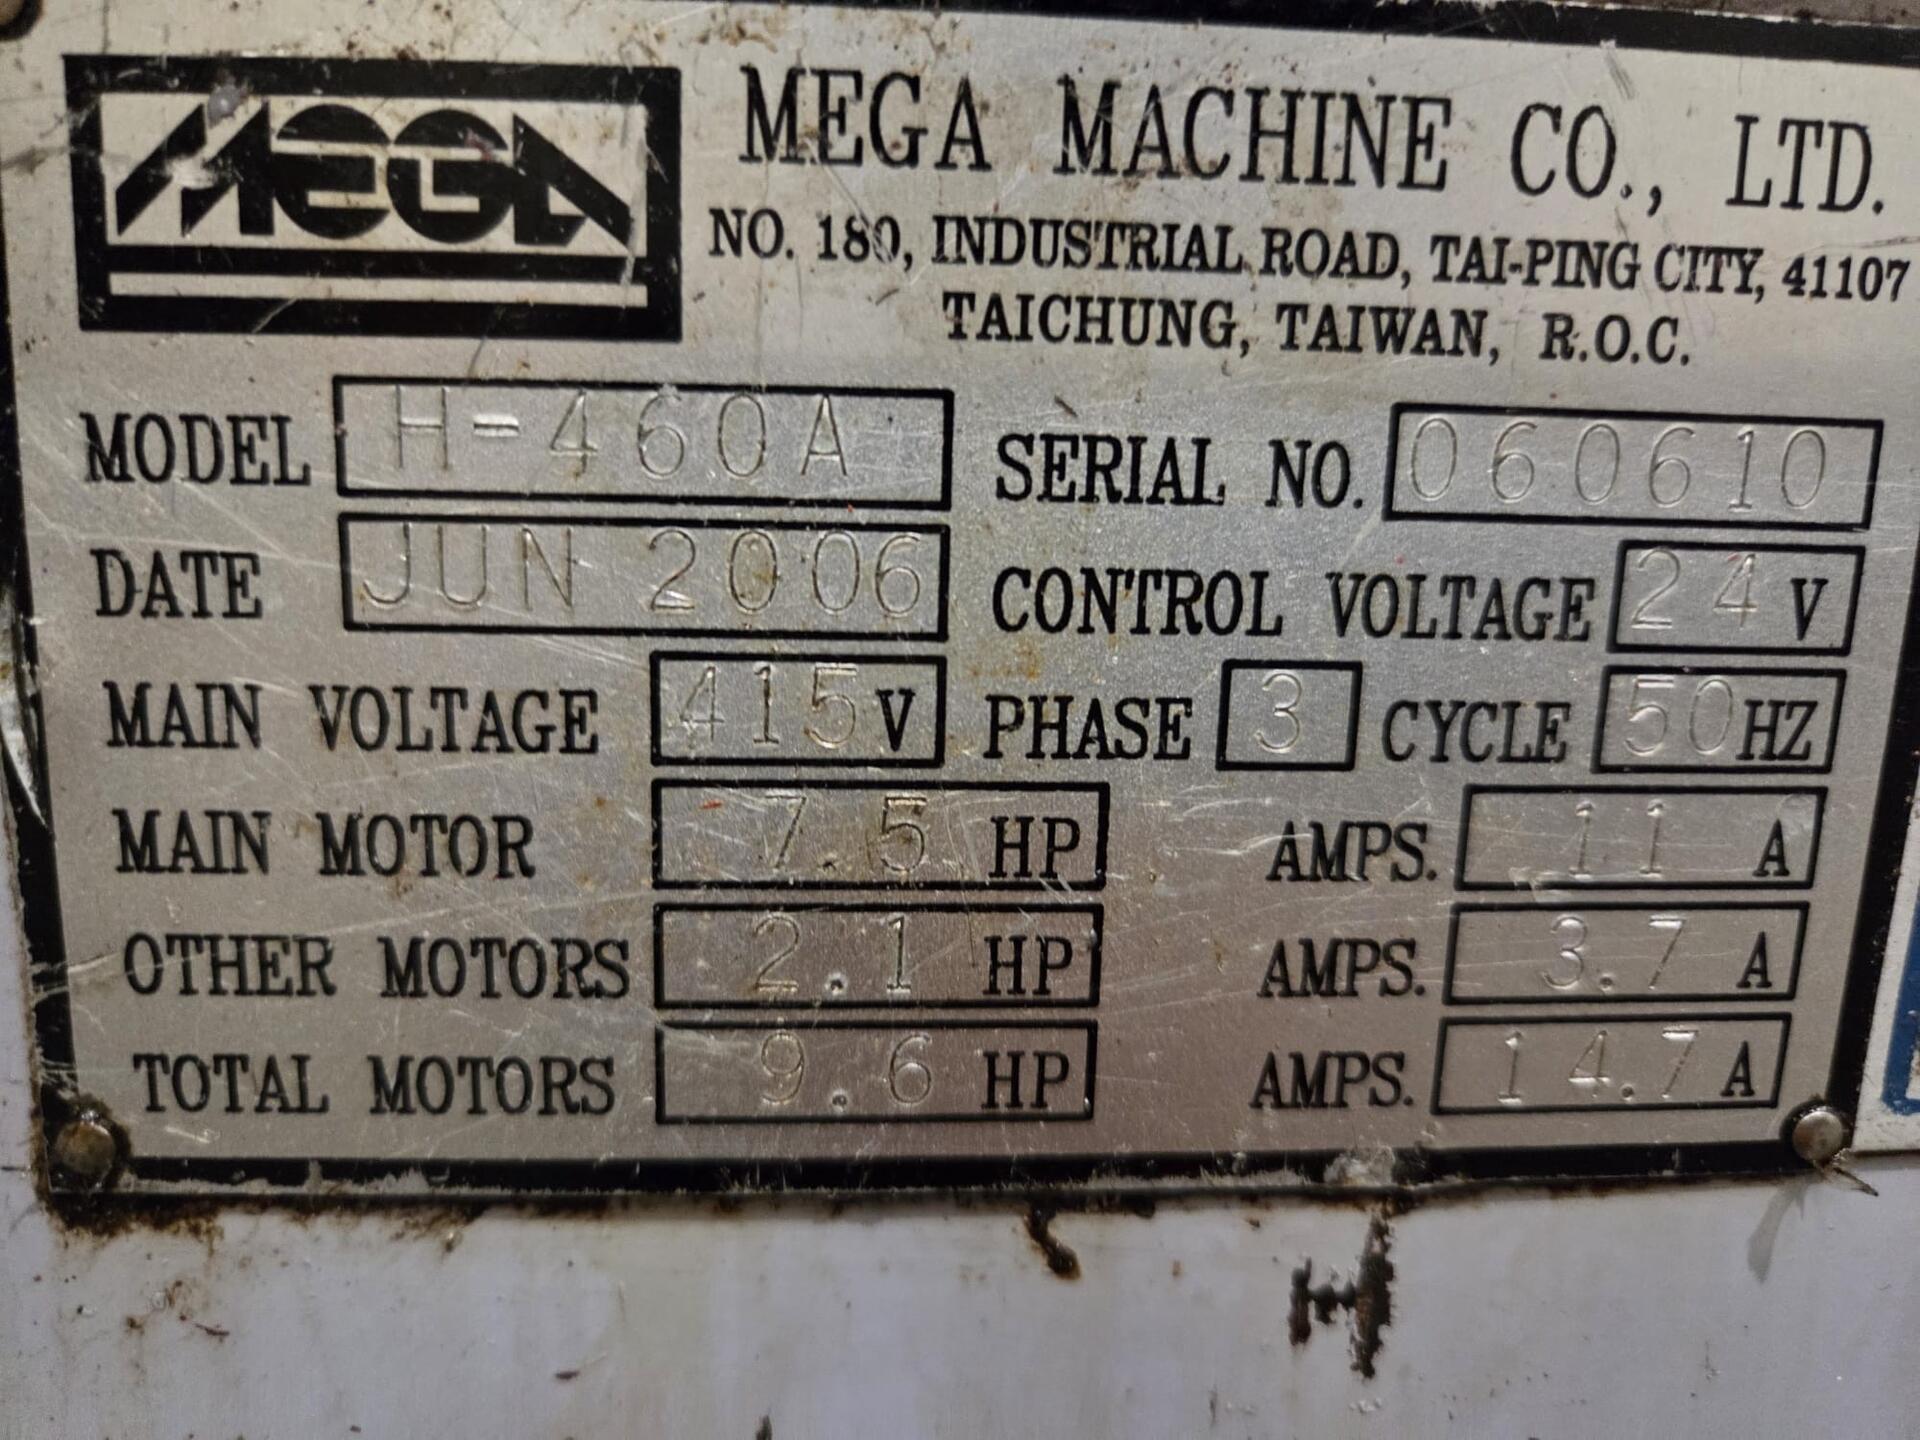 MEGA
MEGA MACHINE CO., LTD.
NO. 180, INDUSTRIAL ROAD, TAI-PING CITY, 41107
TAICHUNG, TAIWAN, R.O.C.
MODEL H-460A SERIAL NO. 060610
DATE JUN 2006 CONTROL VOLTAGE 24 V
MAIN VOLTAGE 415 V PHASE 3 CYCLE 50 HZ
MAIN MOTOR 7.5 HP AMPS. 11 A
OTHER MOTORS 2.1 HP AMPS. 3.7 A
TOTAL MOTORS 9.6 HP AMPS. 14.7 A